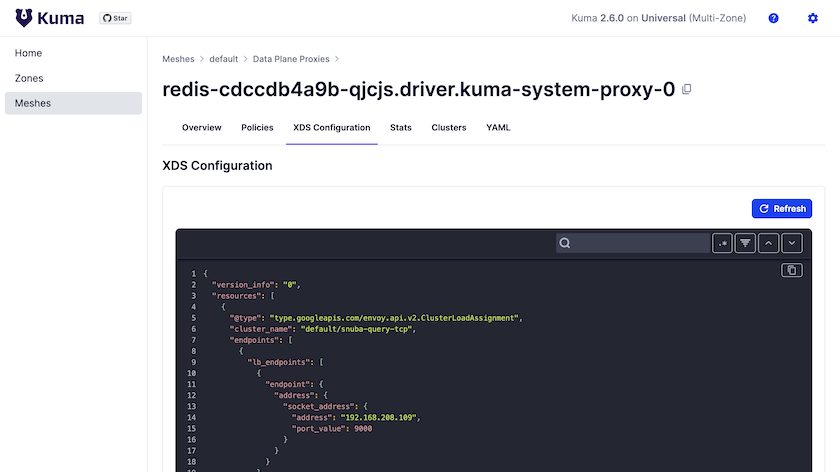 Kuma
Star
Kuma 2.6.0 on Universal (Multi-Zone)
Home
Zones
Meshes
Meshes > default > Data Plane Proxies >
redis-cdccdb4a9b-qjcjs.driver.kuma-system-proxy-0
Overview Policies XDS Configuration Stats Clusters YAML
XDS Configuration
Refresh
.*
1 {
2 "version_info": "0",
3 "resources": [
4 {
5 "@type": "type.googleapis.com/envoy.api.v2.ClusterLoadAssignment",
6 "cluster_name": "default/snuba-query-tcp",
7 "endpoints": [
8 {
9 "lb_endpoints": [
10 {
11 "endpoint": {
12 "address": {
13 "socket_address": {
14 "address": "192.168.208.109",
15 "port_value": 9000
16 }
17 }
18 }